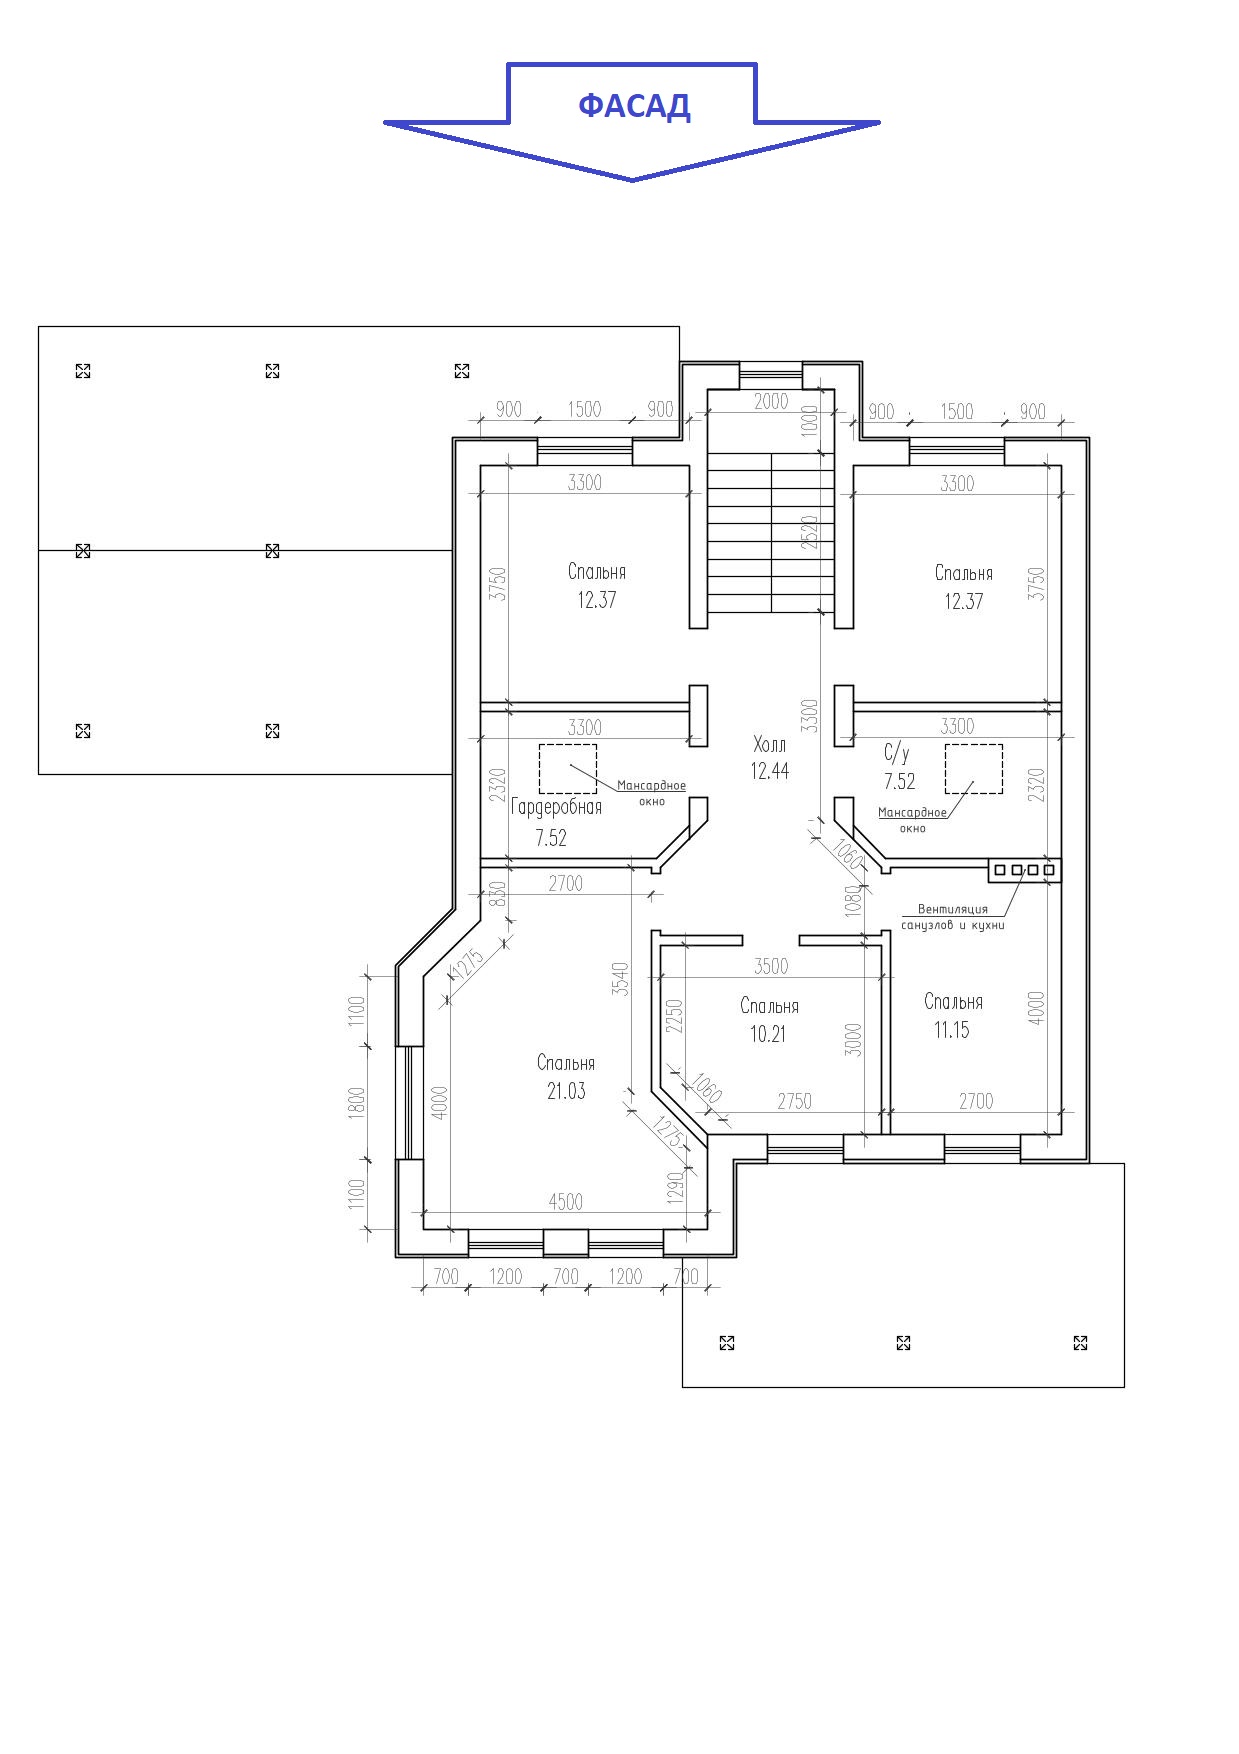 ФАСАД
900 1500 900
2000
1000
900 1500 900
3300
3300
2520
Спальня
12.37
3750
Спальня
12.37
3750
3300
3300
3300
Холл
12.44
С/у
7.52
2320
Мансардное
окно
Гардеробная
7.52
2320
Мансардное
окно
1060
2700
830
1080
Вентиляция
санузлов и кухни
1275
3540
3500
1100
2250
Спальня
10.21
3000
Спальня
11.15
4000
Спальня
21.03
1800
4000
1060
2750
2700
1275
1100
1290
4500
700 1200 700 1200 700